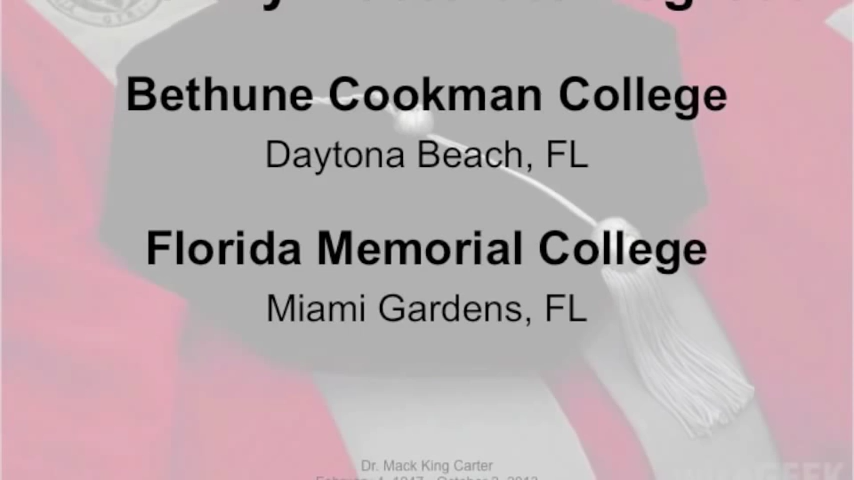 Bethune Cookman College
Daytona Beach, FL
Florida Memorial College
Miami Gardens, FL
Dr. Mack King Carter